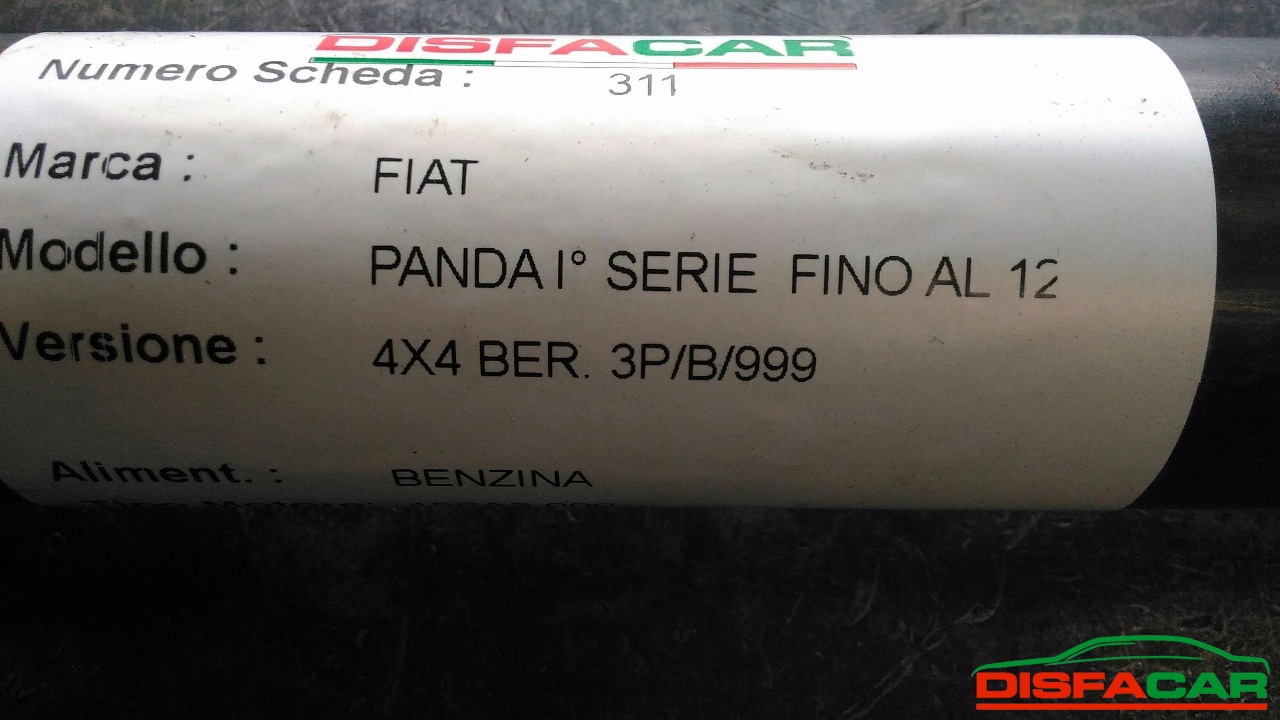 DISFACAR
Numero Scheda : 311
Marca : FIAT
Modello : PANDA I° SERIE FINO AL 12
Versione : 4X4 BER. 3P/B/999
Aliment. : BENZINA
DISFACAR